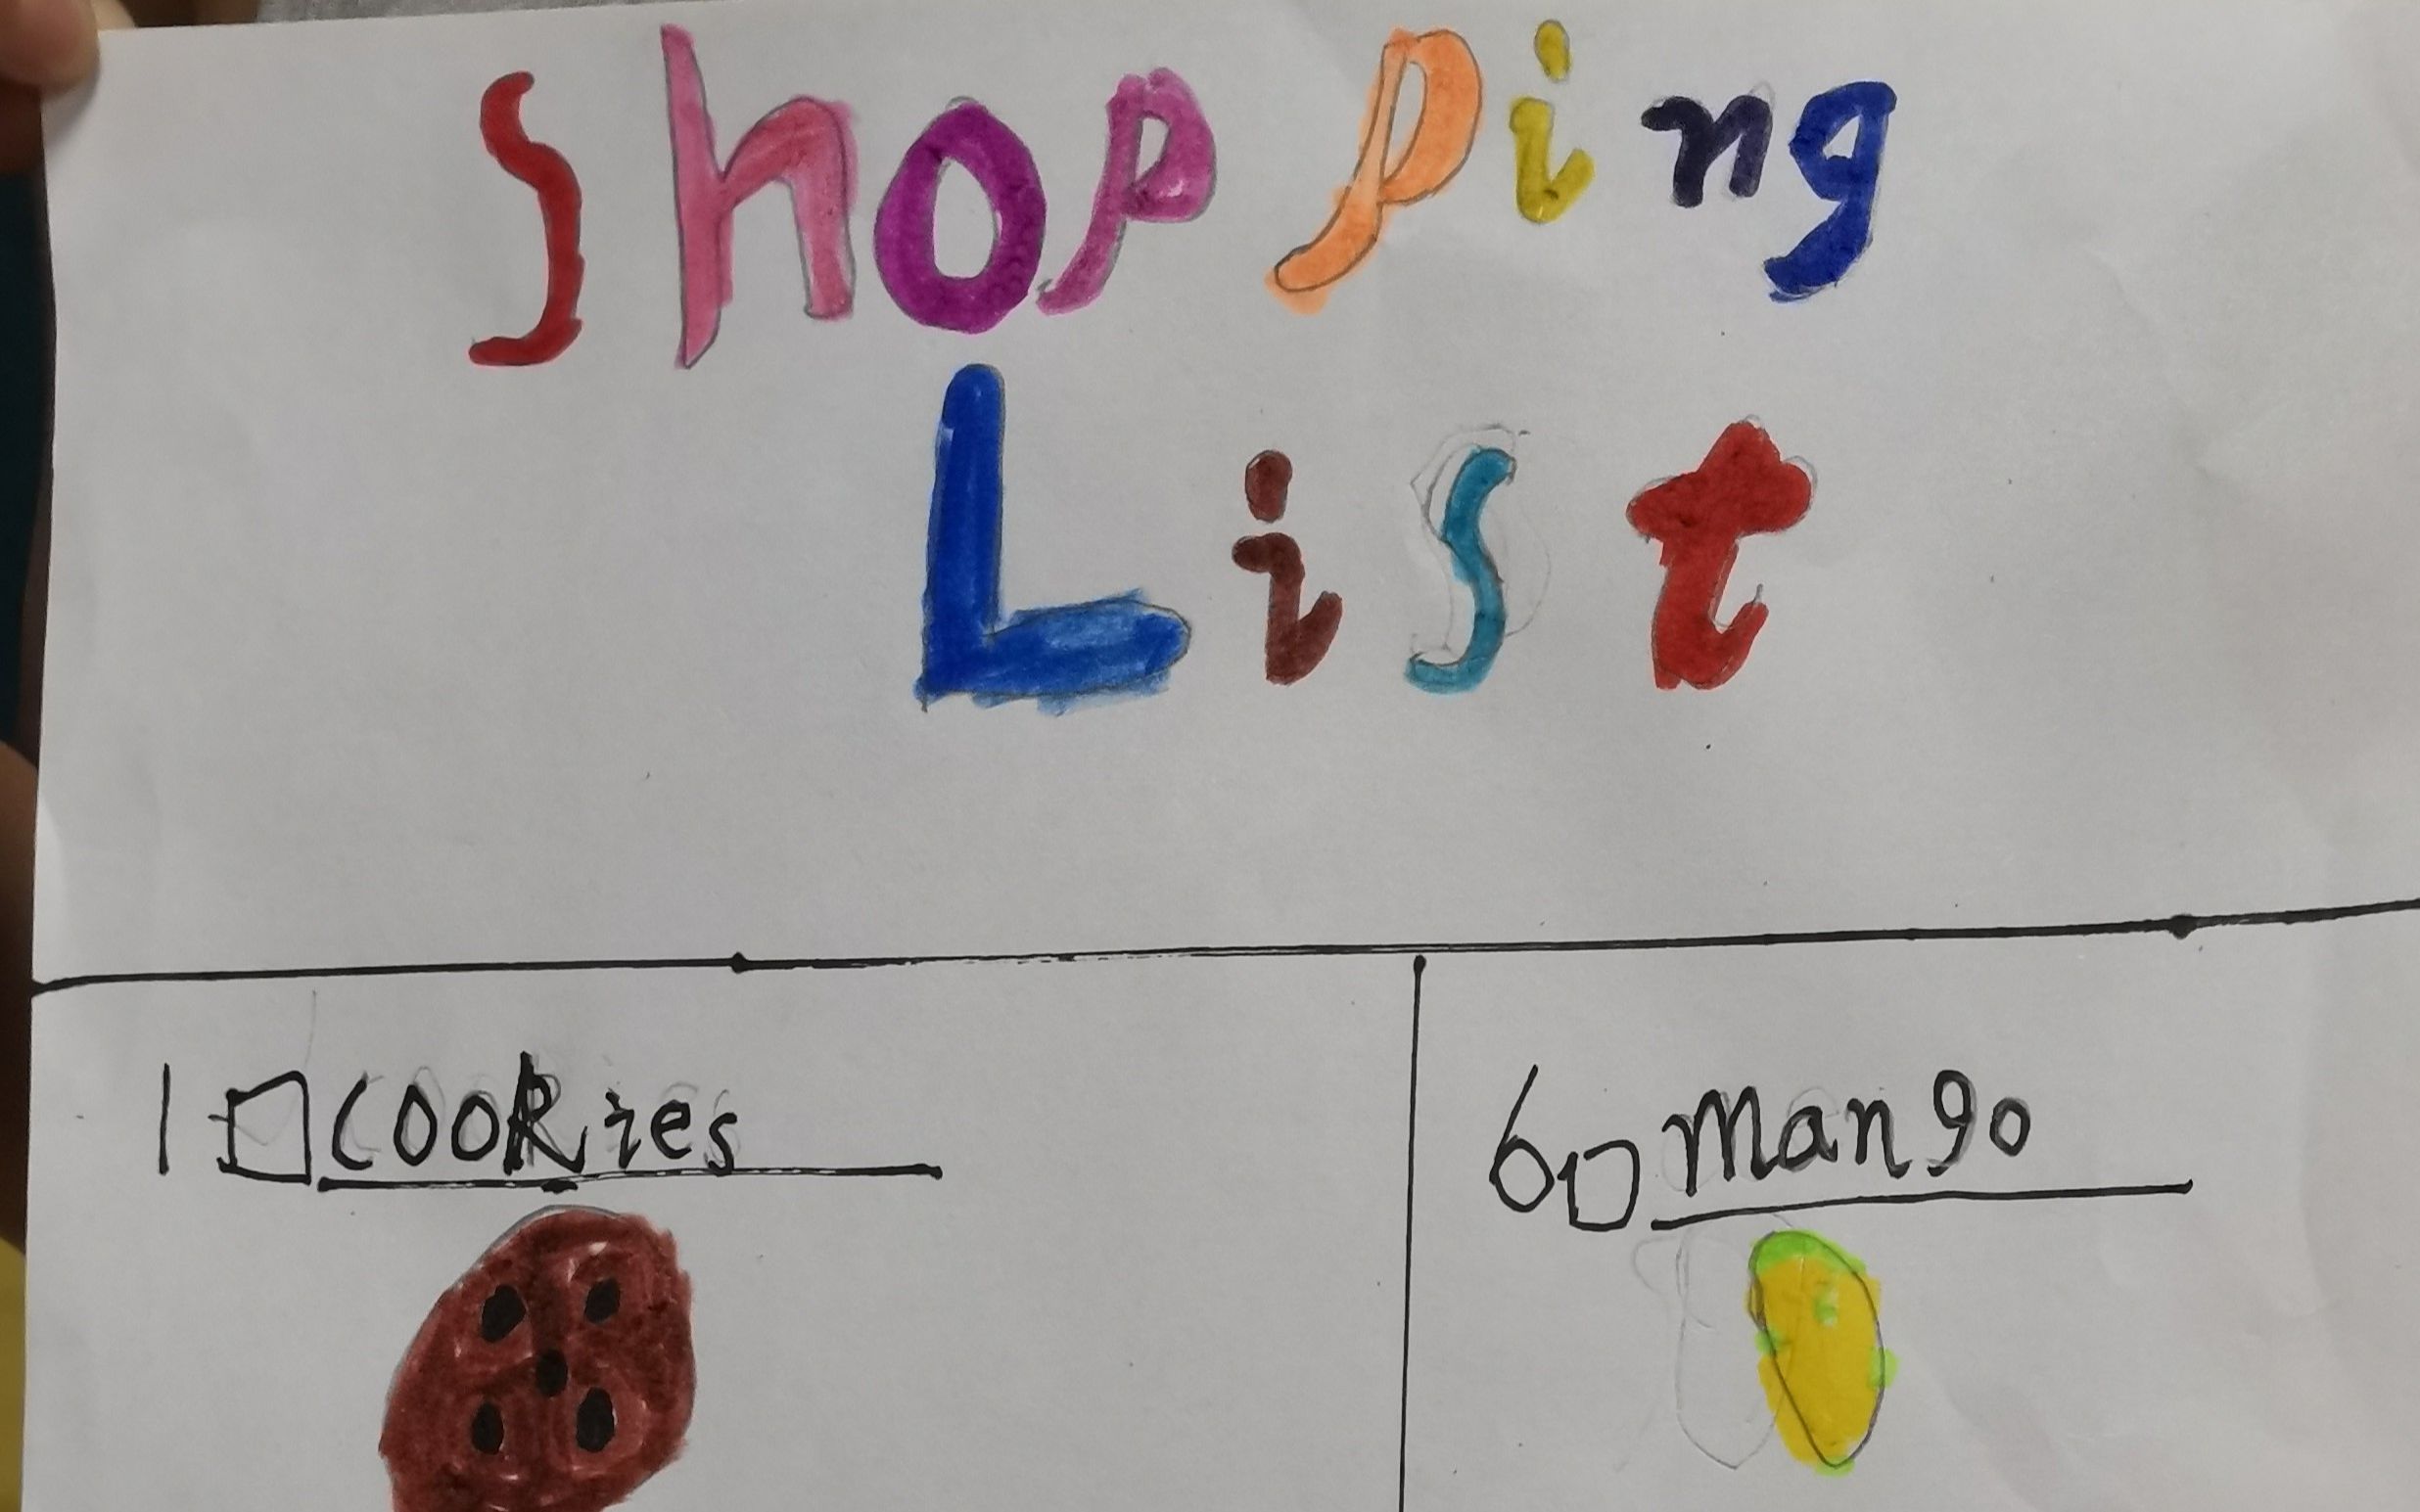 Shopping
List
1 □ cookies
6 □ Mango